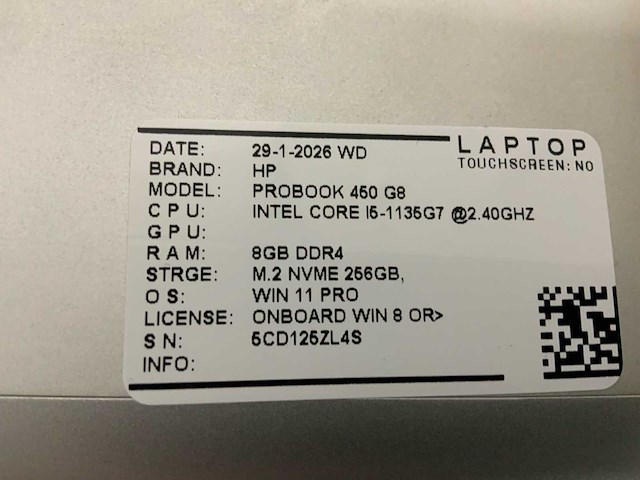 LAPTOP
TOUCHSCREEN: NO
DATE: 29-1-2026 WD
BRAND: HP
MODEL: PROBOOK 450 G8
CPU: INTEL CORE I5-1135G7 @2.40GHZ
GPU:
RAM: 8GB DDR4
STRGE: M.2 NVME 256GB,
OS: WIN 11 PRO
LICENSE: ONBOARD WIN 8 OR>
SN: 5CD125ZL4S
INFO: